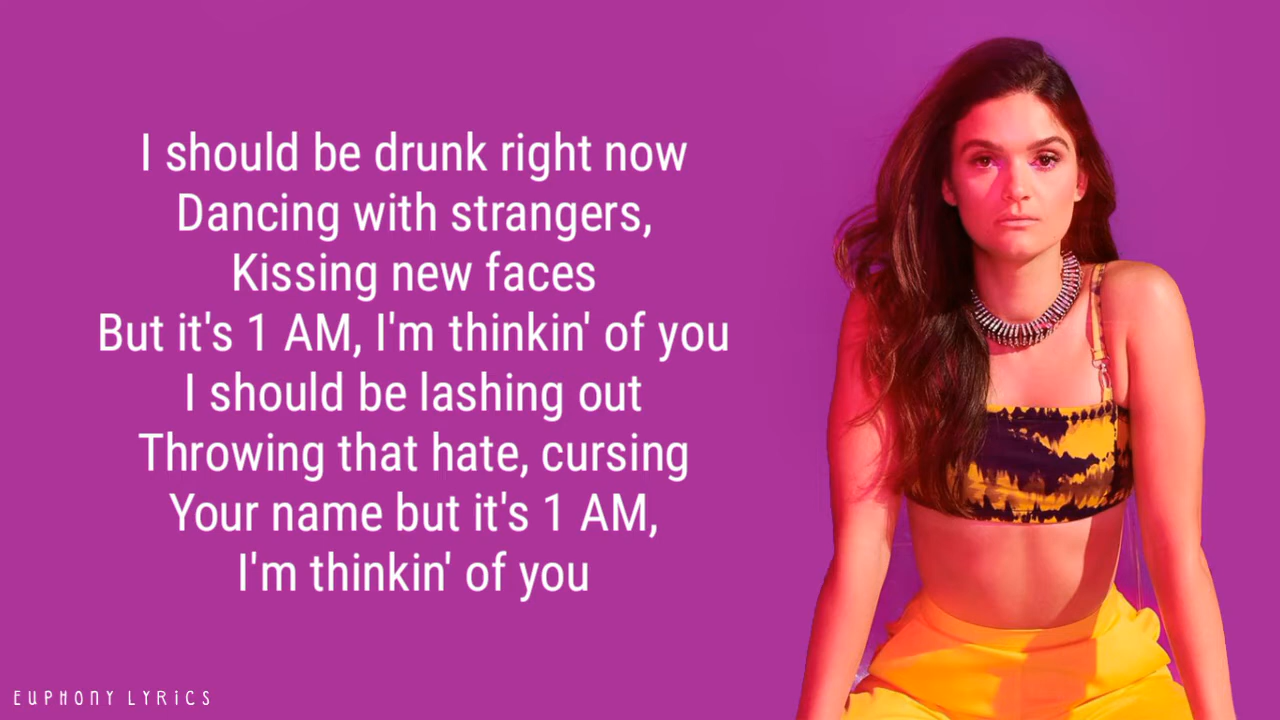 I should be drunk right now
Dancing with strangers,
Kissing new faces
But it's 1 AM, I'm thinkin' of you
I should be lashing out
Throwing that hate, cursing
Your name but it's 1 AM,
I'm thinkin' of you
EUPHONY LYRICS